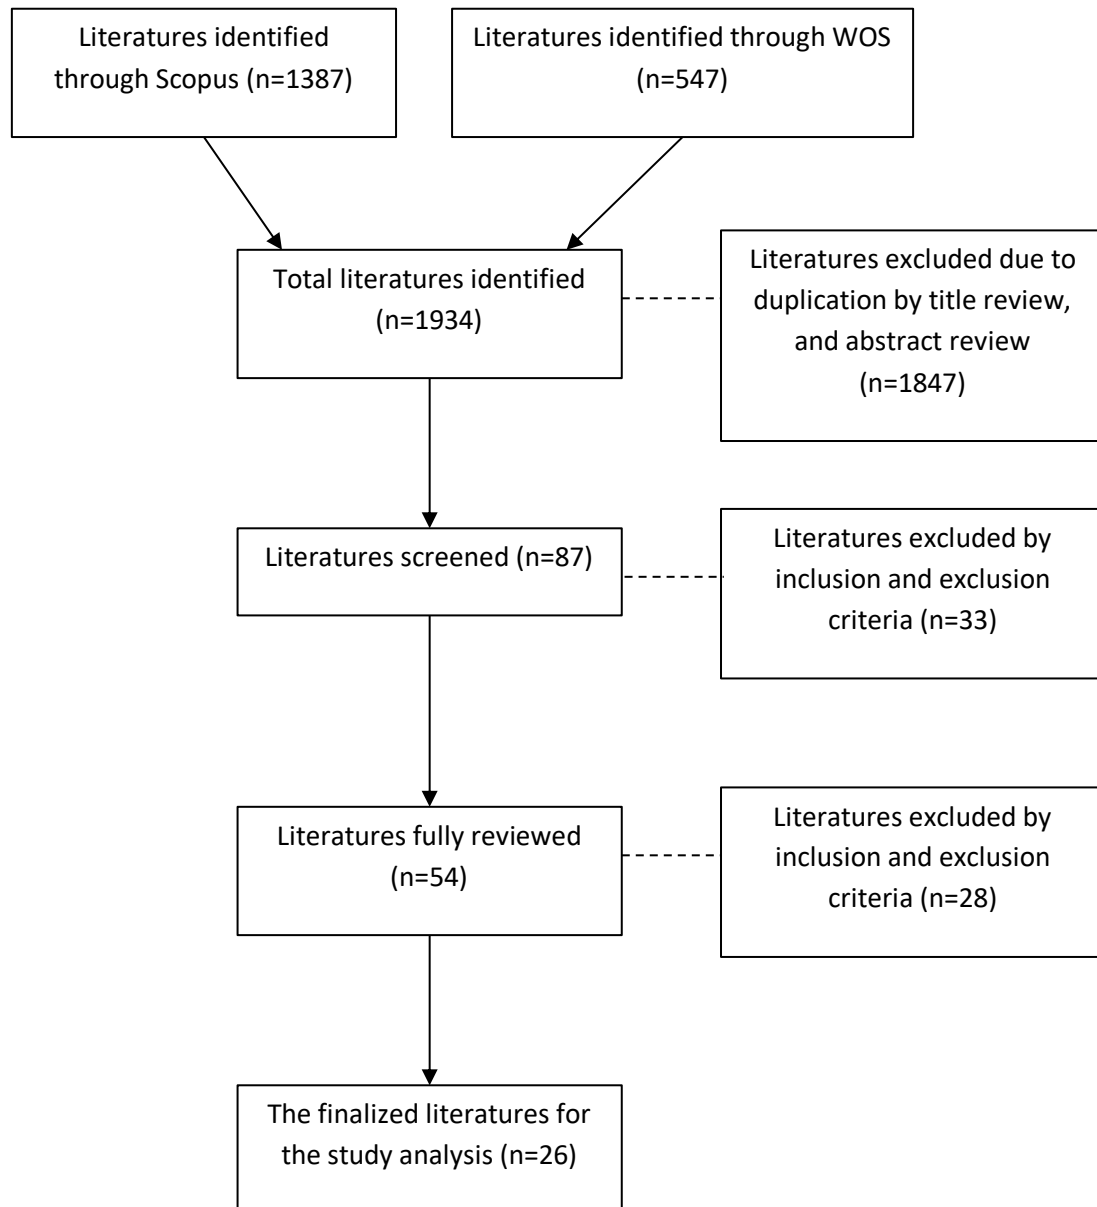 Literatures identified
through Scopus (n=1387)
Literatures identified through WOS
(n=547)
Total literatures identified
(n=1934)
Literatures excluded due to
duplication by title review,
and abstract review
(n=1847)
Literatures screened (n=87)
Literatures excluded by
inclusion and exclusion
criteria (n=33)
Literatures fully reviewed
(n=54)
Literatures excluded by
inclusion and exclusion
criteria (n=28)
The finalized literatures for
the study analysis (n=26)